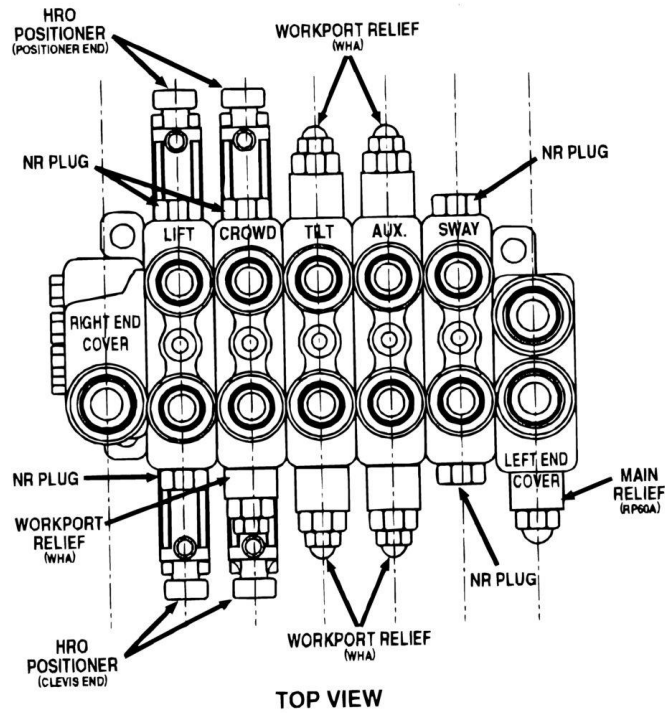 HRO
POSITIONER
(POSITIONER END)
WORKPORT RELIEF
(WHA)
NR PLUG
NR PLUG
LIFT
CROWD
TILT
AUX.
SWAY
RIGHT END
COVER
LEFT END
COVER
NR PLUG
WORKPORT
RELIEF
(WHA)
MAIN
RELIEF
(RP60A)
NR PLUG
HRO
POSITIONER
(CLEVIS END)
WORKPORT RELIEF
(WHA)
TOP VIEW